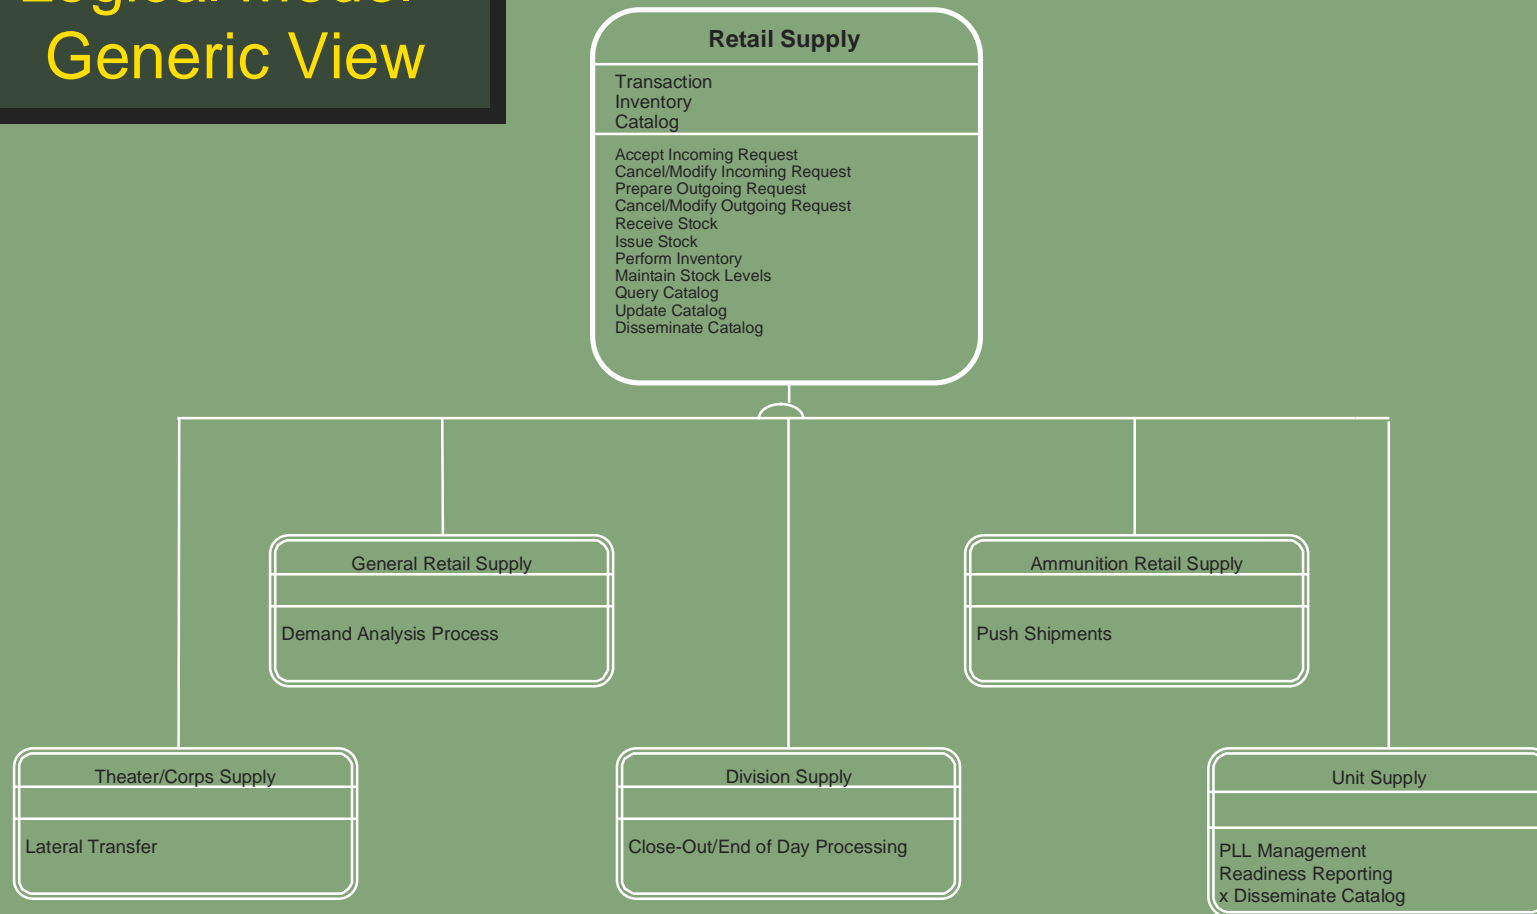 Logical Model
Generic View
Retail Supply
Transaction
Inventory
Catalog
Accept Incoming Request
Cancel/Modify Incoming Request
Prepare Outgoing Request
Cancel/Modify Outgoing Request
Receive Stock
Issue Stock
Perform Inventory
Maintain Stock Levels
Query Catalog
Update Catalog
Disseminate Catalog
General Retail Supply
Demand Analysis Process
Ammunition Retail Supply
Push Shipments
Theater/Corps Supply
Lateral Transfer
Division Supply
Close-Out/End of Day Processing
Unit Supply
PLL Management
Readiness Reporting
x Disseminate Catalog